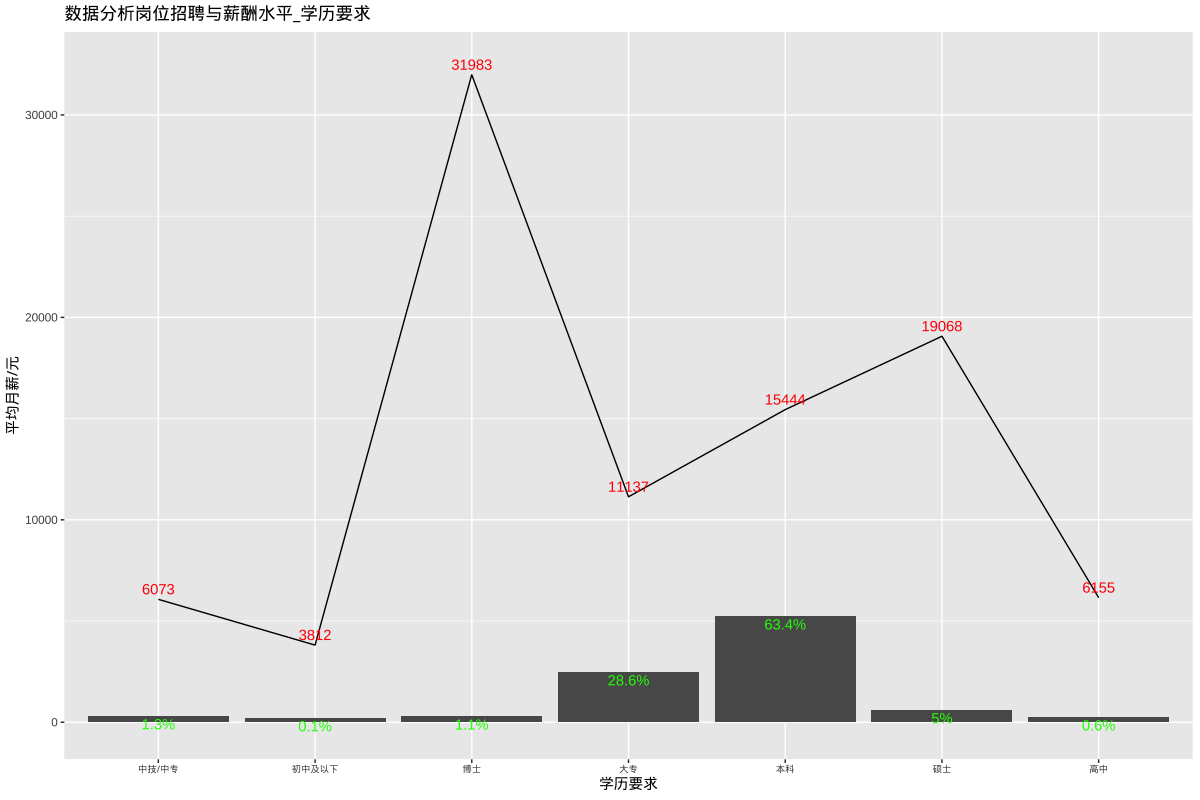 数据分析岗位招聘与薪酬水平_学历要求
平均月薪/元
30000
20000
10000
0
31983
19068
15444
11137
6073
6155
3812
63.4%
28.6%
1.3%
0.1%
1.1%
5%
0.6%
中技/中专
初中及以下
博士
大专
本科
硕士
高中
学历要求